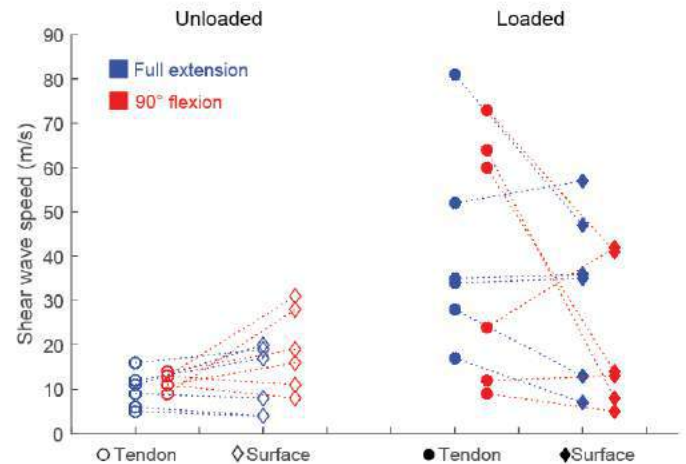 Unloaded Loaded
90
80
70
60
50
40
30
20
10
0
Shear wave speed (m/s)
Full extension
90° flexion
Tendon Surface Tendon Surface